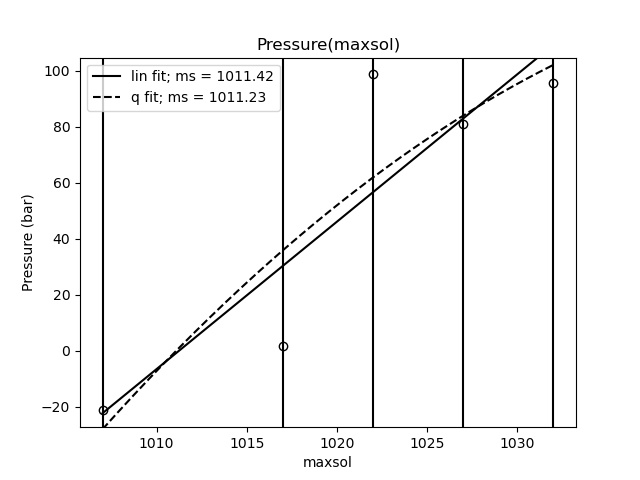 Pressure(maxsol)
lin fit; ms = 1011.42
q fit; ms = 1011.23
Pressure (bar)
100
80
60
40
20
0
−20
1010 1015 1020 1025 1030
maxsol